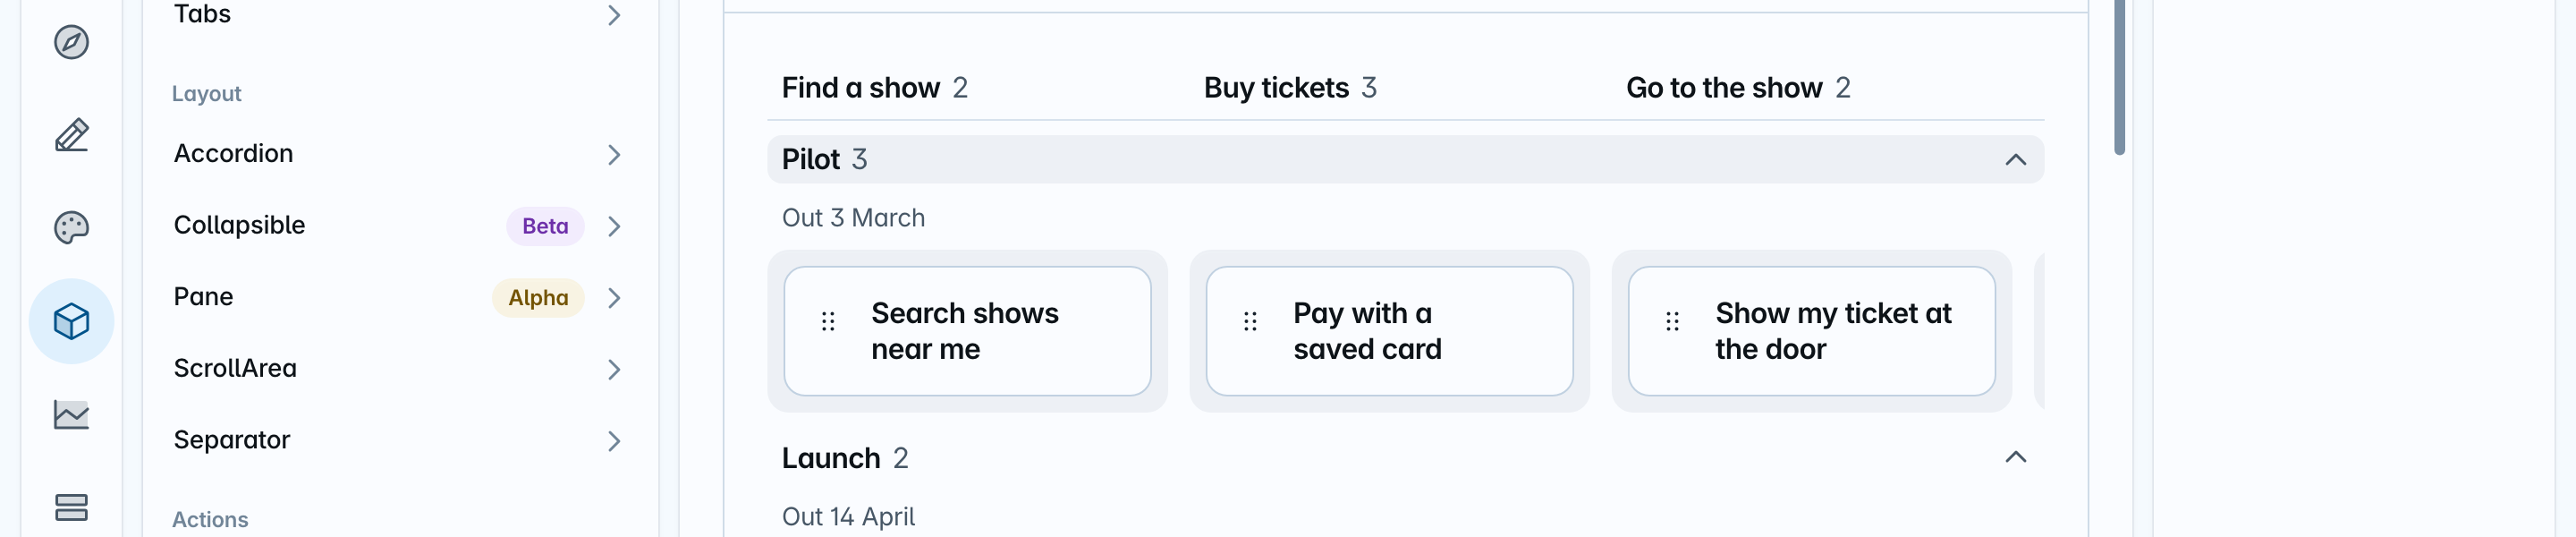 Tabs
Layout
Accordion
Collapsible Beta
Pane Alpha
ScrollArea
Separator
Actions
Find a show 2 Buy tickets 3 Go to the show 2
Pilot 3
Out 3 March
Search shows
near me
Pay with a
saved card
Show my ticket at
the door
Launch 2
Out 14 April